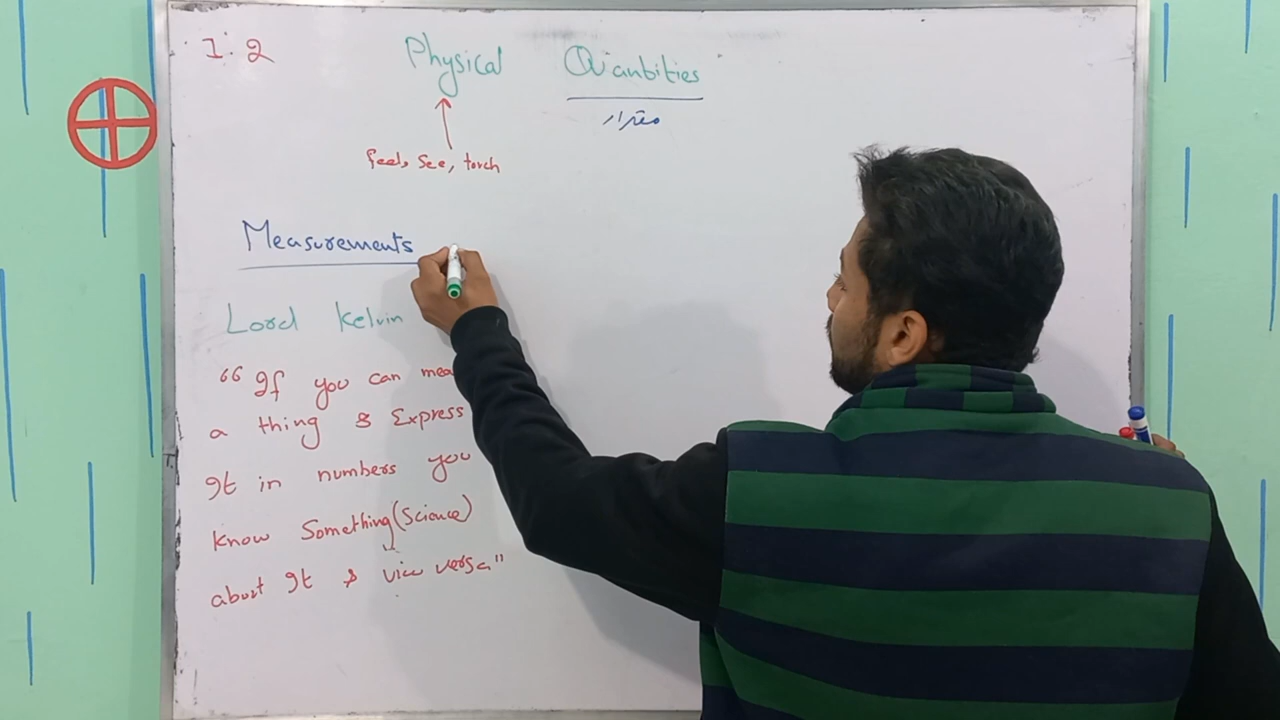 1.2
Physical Quantities
مقدار
feel, See, torch
Measurements
Lord Kelvin
“If you can mea
a thing & Express
It in numbers you
know Something (Science)
about It & vice versa"